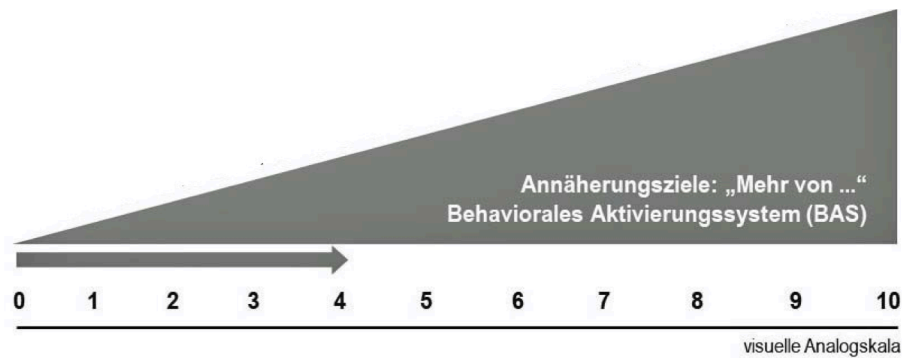 Annäherungsziele: „Mehr von ..."
Behaviorales Aktivierungssystem (BAS)
0 1 2 3 4 5 6 7 8 9 10
visuelle Analogskala